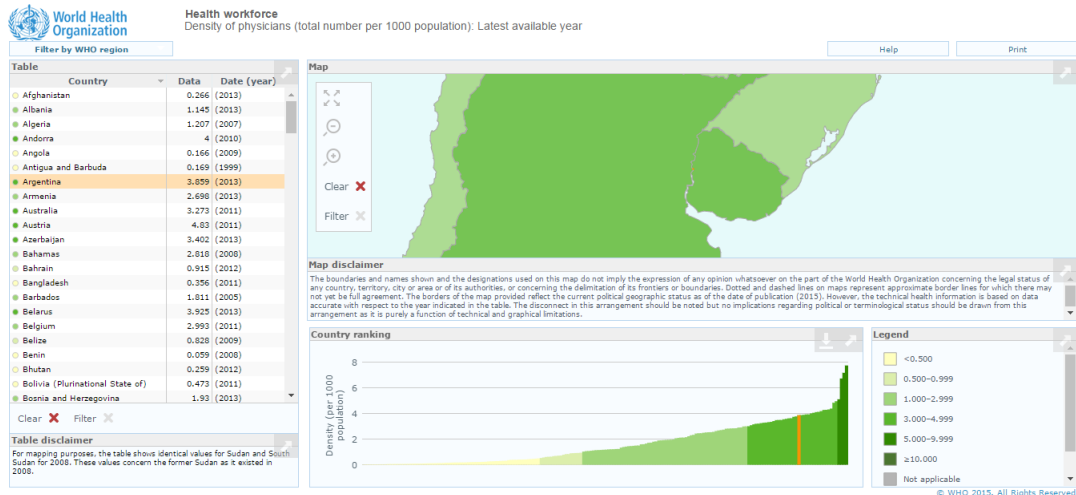 World Health
Organization
Health workforce
Density of physicians (total number per 1000 population): Latest available year
Filter by WHO region
Help
Print
Table
Country Data Date (year)
Afghanistan 0.266 (2013)
Albania 1.145 (2013)
Algeria 1.207 (2007)
Andorra 4 (2010)
Angola 0.166 (2009)
Antigua and Barbuda 0.169 (1999)
Argentina 3.859 (2013)
Armenia 2.698 (2013)
Australia 3.273 (2011)
Austria 4.83 (2011)
Azerbaijan 3.402 (2013)
Bahamas 2.818 (2008)
Bahrain 0.915 (2012)
Bangladesh 0.356 (2011)
Barbados 1.811 (2005)
Belarus 3.925 (2013)
Belgium 2.993 (2011)
Belize 0.828 (2009)
Benin 0.059 (2008)
Bhutan 0.259 (2012)
Bolivia (Plurinational State of) 0.473 (2011)
Bosnia and Herzegovina 1.93 (2013)
Clear Filter
Table disclaimer
For mapping purposes, the table shows identical values for Sudan and South
Sudan for 2008. These values concern the former Sudan as it existed in
2008.
Map
Clear
Filter
Map disclaimer
The boundaries and names shown and the designations used on this map do not imply the expression of any opinion whatsoever on the part of the World Health Organization concerning the legal status of
any country, territory, city or area or of its authorities, or concerning the delimitation of its frontiers or boundaries. Dotted and dashed lines on maps represent approximate border lines for which there may
not yet be full agreement. The borders of the map provided reflect the current political geographic status as of the date of publication (2015). However, the technical health information is based on data
accurate with respect to the year indicated in the table. The disconnect in this arrangement should be noted but no implications regarding political or terminological status should be drawn from this
arrangement as it is purely a function of technical and graphical limitations.
Country ranking
Density (per 1000
population)
8
6
4
2
0
Legend
<0.500
0.500–0.999
1.000–2.999
3.000–4.999
5.000–9.999
≥10.000
Not applicable
© WHO 2015. All Rights Reserved